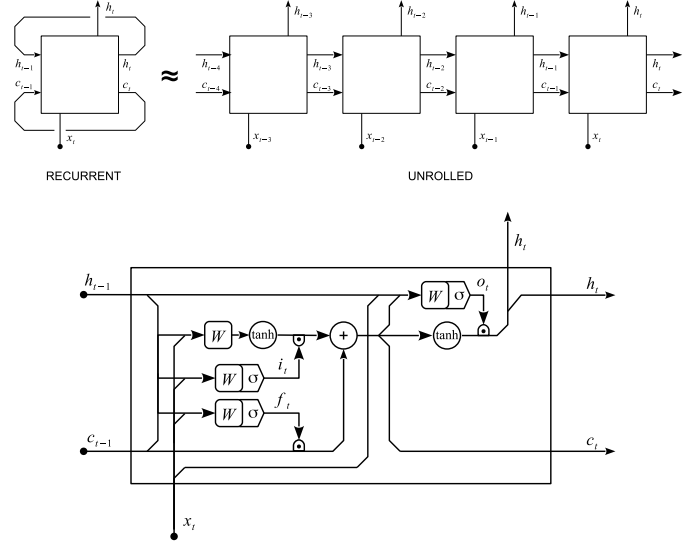 h_t h_{t-3} h_{t-2} h_{t-1} h_t
h_{t-1} h_t h_{t-4} h_{t-3} h_{t-2} h_{t-1} h_t
≈
c_{t-1} c_t c_{t-4} c_{t-3} c_{t-2} c_{t-1} c_t
x_t x_{t-3} x_{t-2} x_{t-1} x_t
RECURRENT UNROLLED
h_t
h_{t-1} W σ o_t h_t
W tanh + tanh
i_t
W σ
f_t
W σ
c_{t-1} c_t
x_t